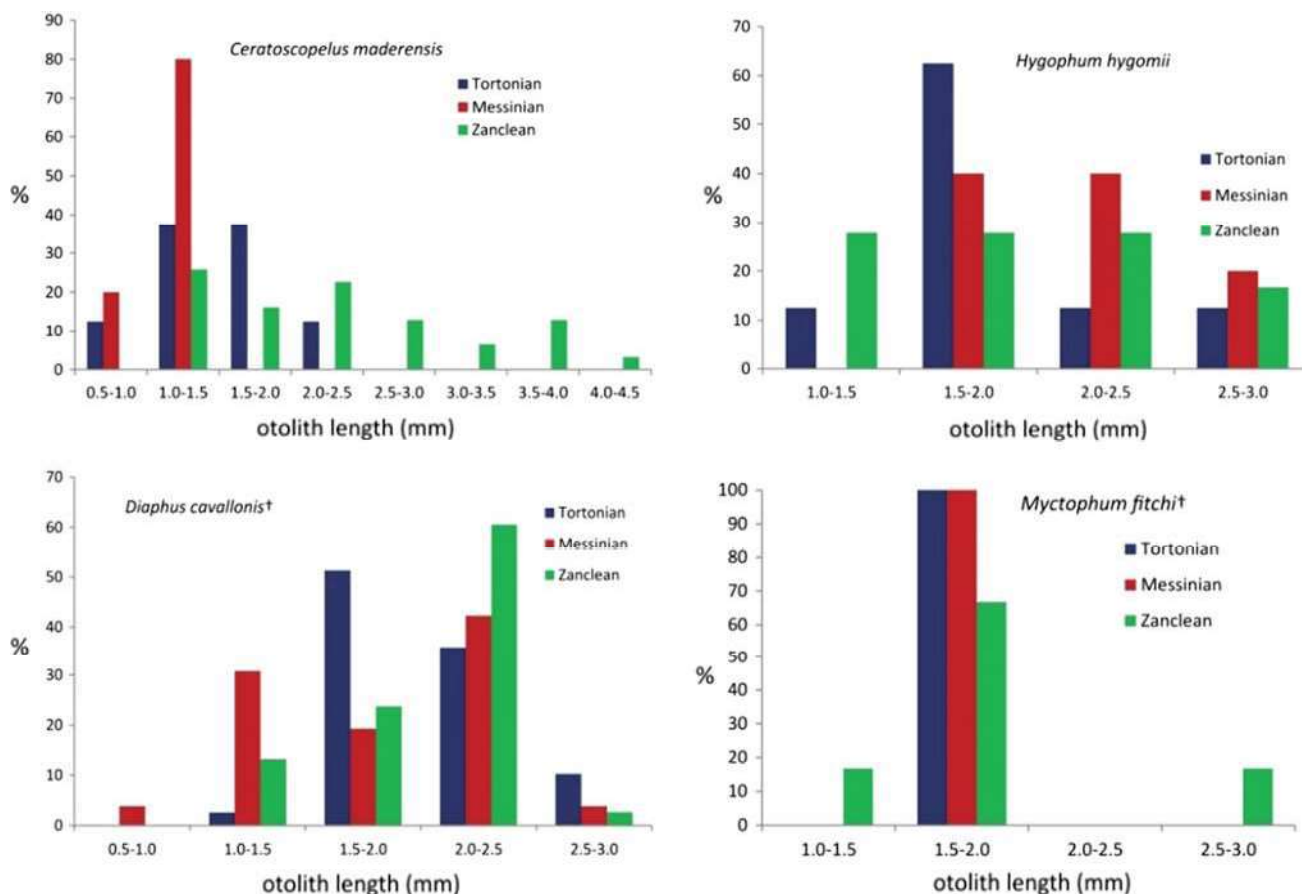 Ceratoscopelus maderensis
90
80
70
60
50
40
30
20
10
0
%
Tortonian
Messinian
Zanclean
0.5-1.0 1.0-1.5 1.5-2.0 2.0-2.5 2.5-3.0 3.0-3.5 3.5-4.0 4.0-4.5
otolith length (mm)
Hygophum hygomii
70
60
50
40
30
20
10
0
%
Tortonian
Messinian
Zanclean
1.0-1.5 1.5-2.0 2.0-2.5 2.5-3.0
otolith length (mm)
Diaphus cavallonis†
70
60
50
40
30
20
10
0
%
Tortonian
Messinian
Zanclean
0.5-1.0 1.0-1.5 1.5-2.0 2.0-2.5 2.5-3.0
otolith length (mm)
Myctophum fitchi†
100
90
80
70
60
50
40
30
20
10
0
%
Tortonian
Messinian
Zanclean
1.0-1.5 1.5-2.0 2.0-2.5 2.5-3.0
otolith length (mm)